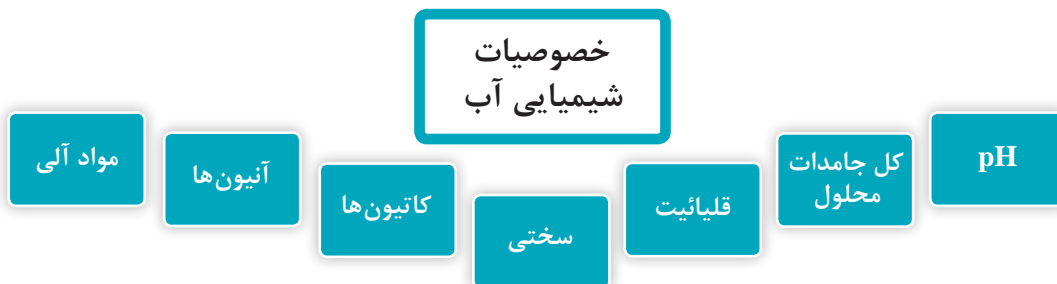 خصوصیات
شیمیایی آب
pH
کل جامدات
محلول
قلیائیت
سختی
کاتیون‌ها
آنیون‌ها
مواد آلی